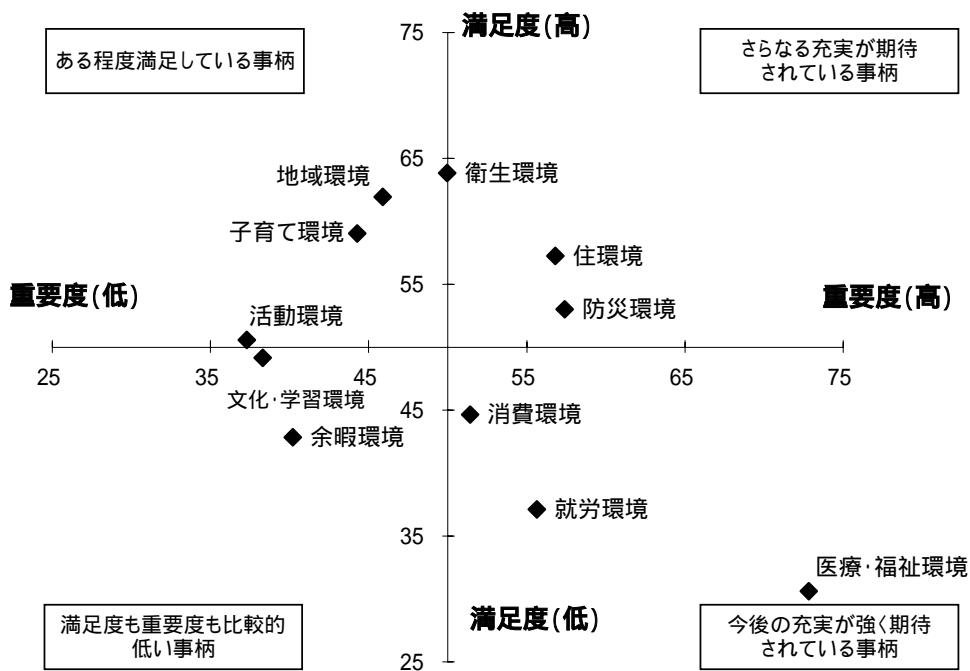 満足度(高)
75
ある程度満足している事柄
さらなる充実が期待
されている事柄
65
地域環境
衛生環境
子育て環境
住環境
55
重要度(低)
重要度(高)
活動環境
防災環境
25
35
45
55
65
75
文化・学習環境
45
消費環境
余暇環境
就労環境
35
医療・福祉環境
満足度も重要度も比較的
低い事柄
満足度(低)
今後の充実が強く期待
されている事柄
25